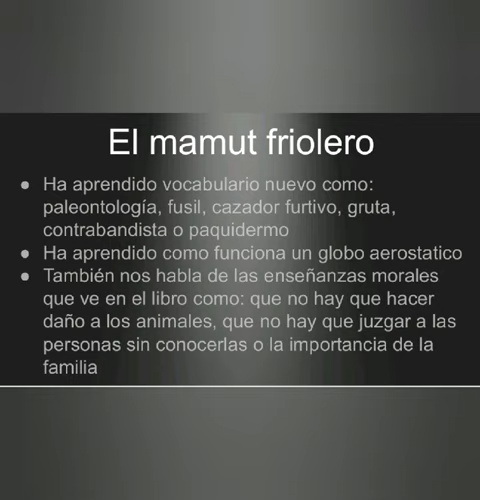 El mamut friolero
● Ha aprendido vocabulario nuevo como:
paleontología, fusil, cazador furtivo, gruta,
contrabandista o paquidermo
● Ha aprendido como funciona un globo aerostatico
● También nos habla de las enseñanzas morales
que ve en el libro como: que no hay que hacer
daño a los animales, que no hay que juzgar a las
personas sin conocerlas o la importancia de la
familia